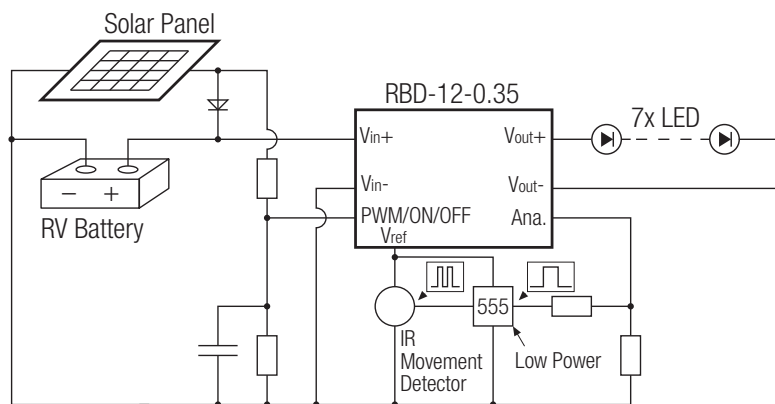 Solar Panel
RBD-12-0.35
7x LED
Vin+
Vout+
− +
Vin-
Vout-
RV Battery
PWM/ON/OFF
Ana.
Vref
555
IR
Movement
Detector
Low Power